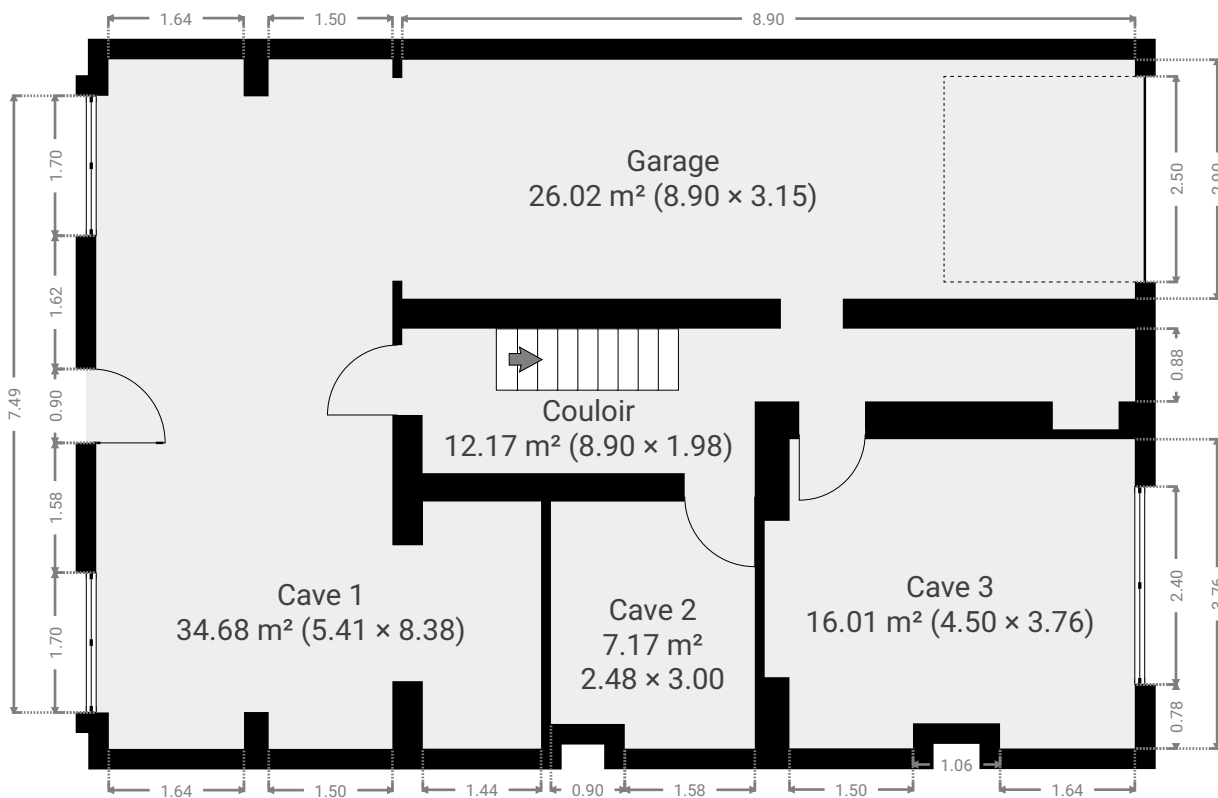 1.64
1.50
8.90
1.70
1.62
0.90
1.58
1.70
7.49
Garage
26.02 m² (8.90 × 3.15)
2.50
2.90
0.88
Couloir
12.17 m² (8.90 × 1.98)
Cave 1
34.68 m² (5.41 × 8.38)
Cave 2
7.17 m²
2.48 × 3.00
Cave 3
16.01 m² (4.50 × 3.76)
2.40
3.76
0.78
1.64
1.50
1.44
0.90
1.58
1.50
1.06
1.64